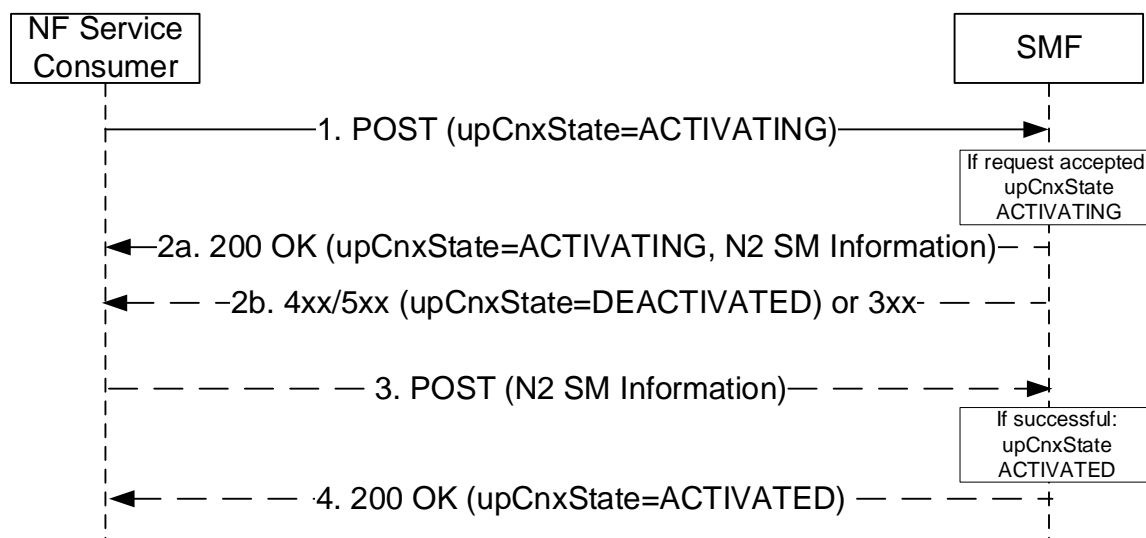 NF Service
Consumer
SMF
1. POST (upCnxState=ACTIVATING)
If request accepted
upCnxState
ACTIVATING
2a. 200 OK (upCnxState=ACTIVATING, N2 SM Information)
2b. 4xx/5xx (upCnxState=DEACTIVATED) or 3xx
3. POST (N2 SM Information)
If successful:
upCnxState
ACTIVATED
4. 200 OK (upCnxState=ACTIVATED)